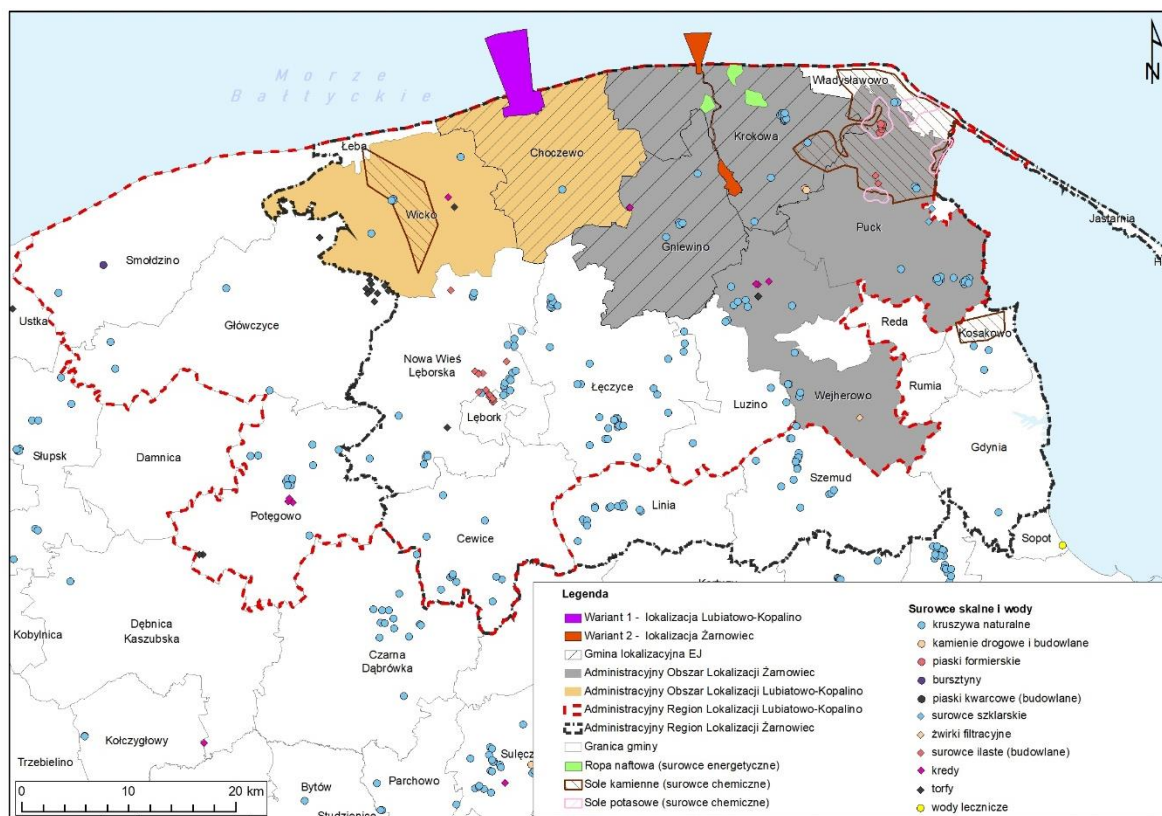 N
Morze
Bałtyckie
Władysławowo
Łeba
Choczewo
Krokowa
Wicko
Jastarnia
Puck
Gniewino
H
Smołdzino
Ustka
Główczyce
Reda
Kosakowo
Nowa Wieś
Lęborska
Łęczyce
Rumia
Wejherowo
Luzino
Lębork
Gdynia
Słupsk
Damnica
Szemud
Potęgowo
Linia
Cewice
Sopot
Kobylnica
Dębnica
Kaszubska
Czarna
Dąbrówka
Kołczygłowy
Trzebielino
Sulęcz
Bytów
Parchowo
Studzienice
0 10 20 km
Legenda
Wariant 1 - lokalizacja Lubiatowo-Kopalino
Wariant 2 - lokalizacja Żarnowiec
Gmina lokalizacyjna EJ
Administracyjny Obszar Lokalizacji Żarnowiec
Administracyjny Obszar Lokalizacji Lubiatowo-Kopalino
Administracyjny Region Lokalizacji Lubiatowo-Kopalino
Administracyjny Region Lokalizacji Żarnowiec
Granica gminy
Ropa naftowa (surowce energetyczne)
Sole kamienne (surowce chemiczne)
Sole potasowe (surowce chemiczne)
Surowce skalne i wody
kruszywa naturalne
kamienie drogowe i budowlane
piaski formierskie
bursztyny
piaski kwarcowe (budowlane)
surowce szklarskie
żwirki filtracyjne
surowce ilaste (budowlane)
kredy
torfy
wody lecznicze